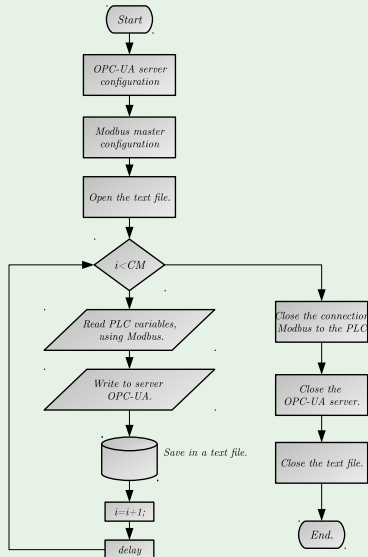 Start
OPC-UA server
configuration
Modbus master
configuration
Open the text file.
i<CM
Read PLC variables,
using Modbus.
Write to server
OPC-UA.
Save in a text file.
i=i+1;
delay
Close the connection
Modbus to the PLC
Close the
OPC-UA server.
Close the text file.
End.